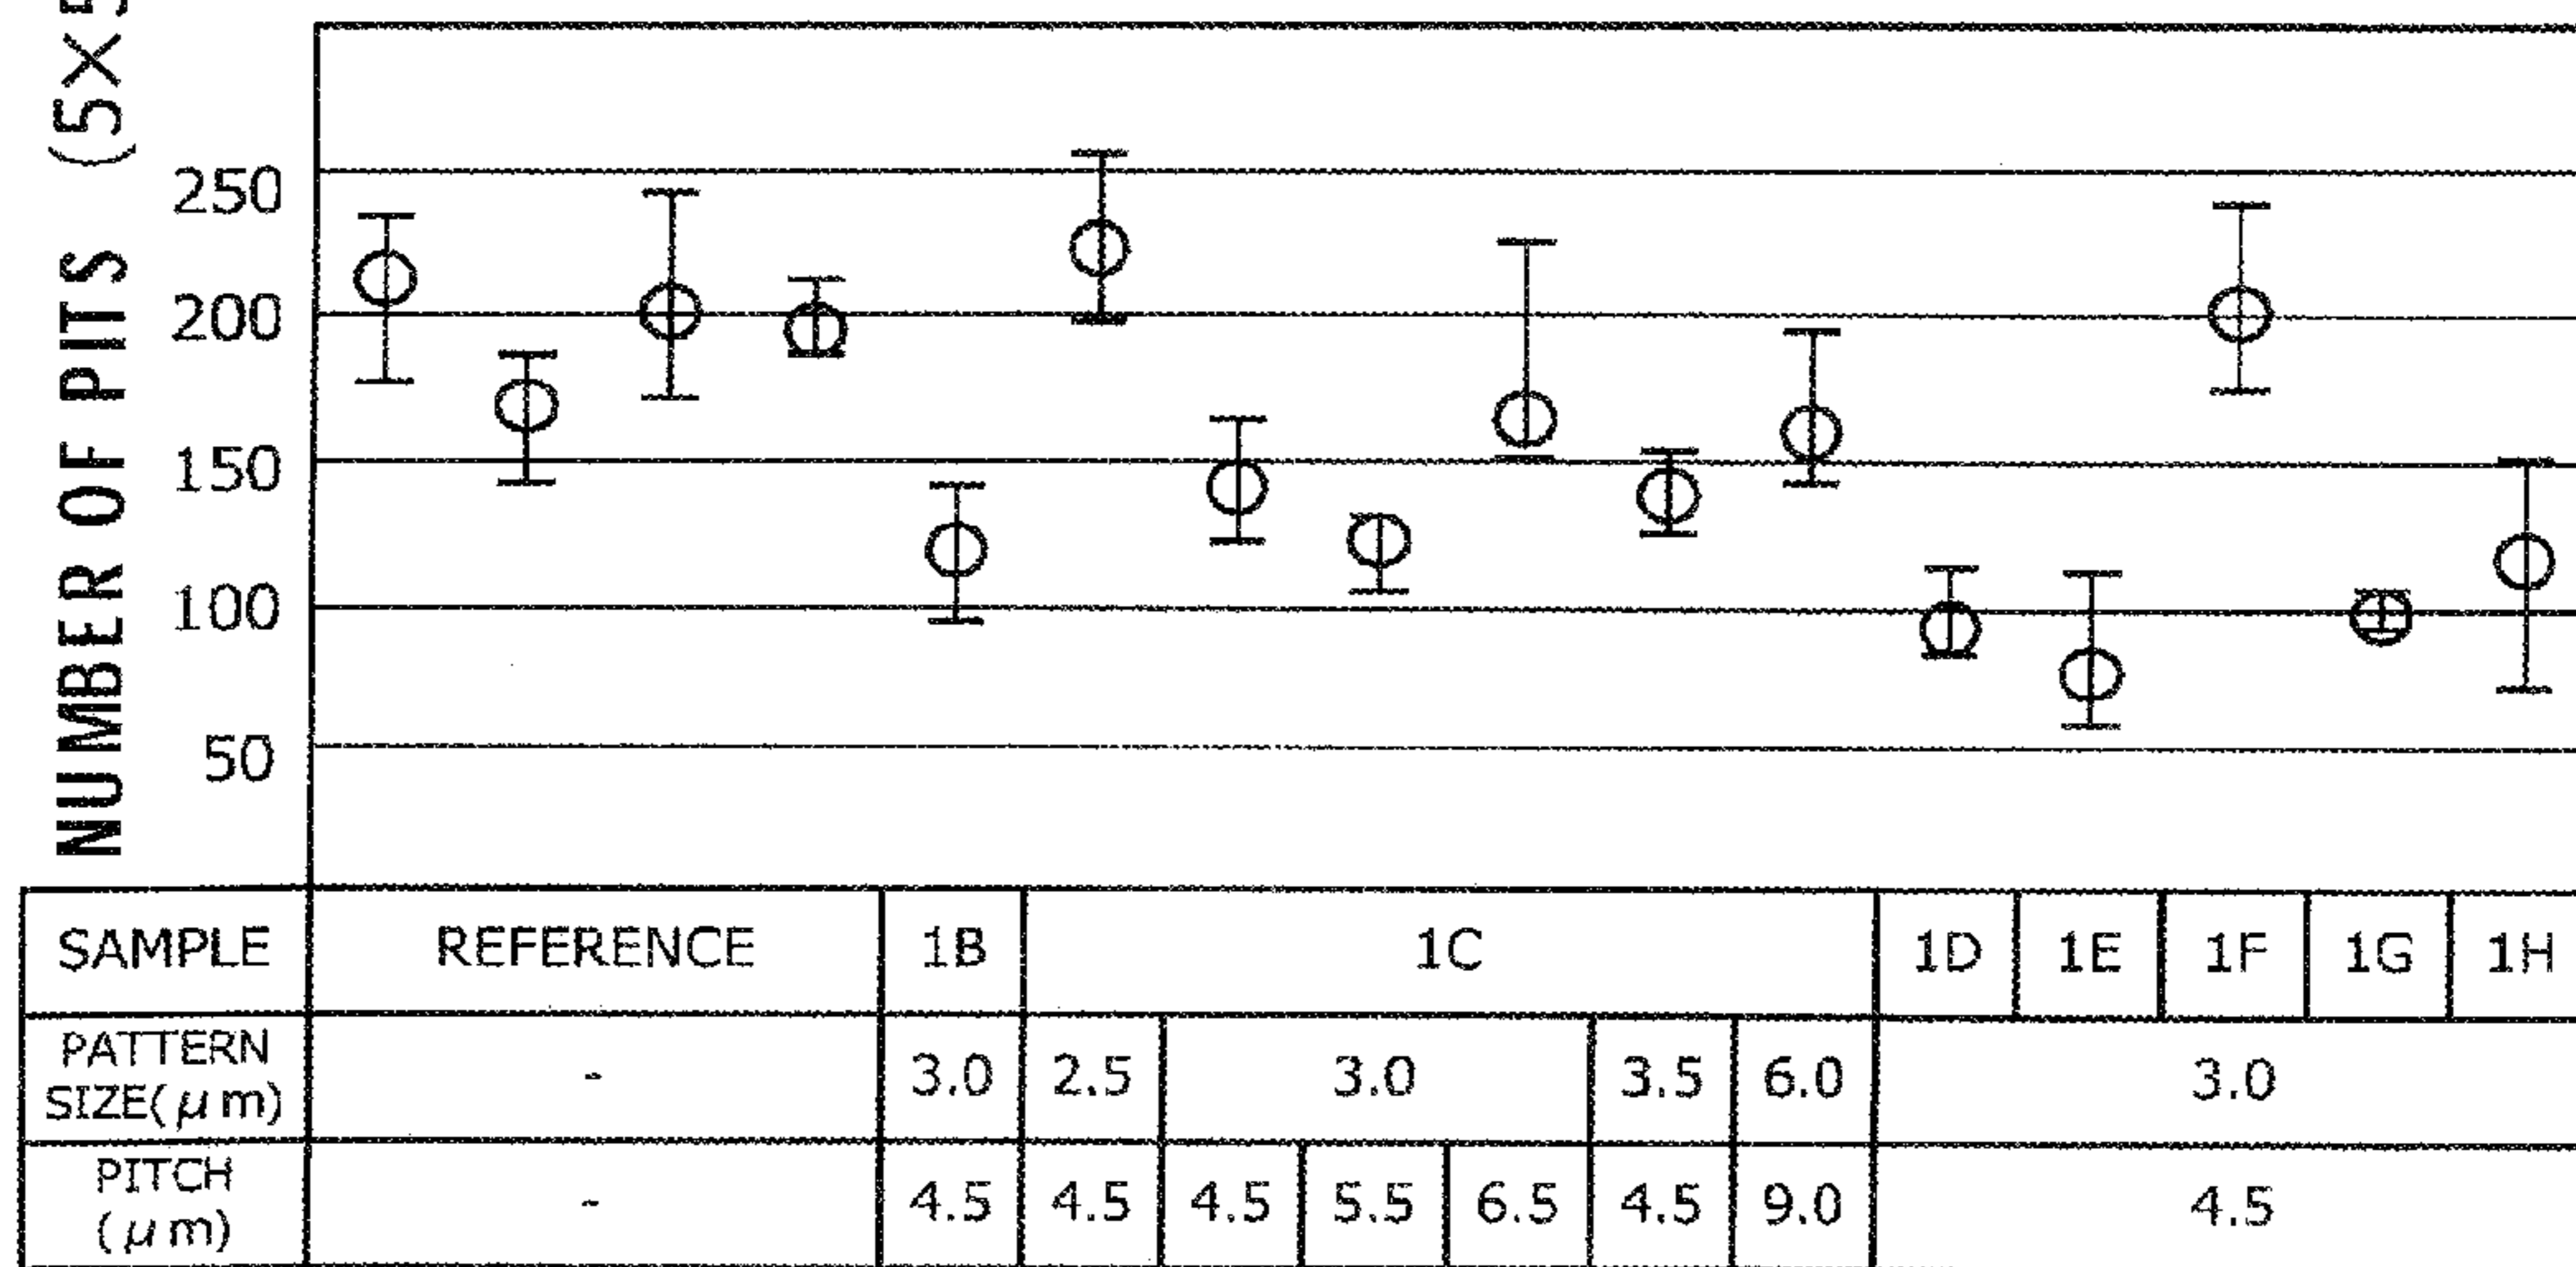 NUMBER OF PITS (5×5
250
200
150
100
50
SAMPLE REFERENCE 1B 1C 1D 1E 1F 1G 1H
PATTERN
SIZE(μm) - 3.0 2.5 3.0 3.5 6.0 3.0
PITCH
(μm) - 4.5 4.5 4.5 5.5 6.5 4.5 9.0 4.5